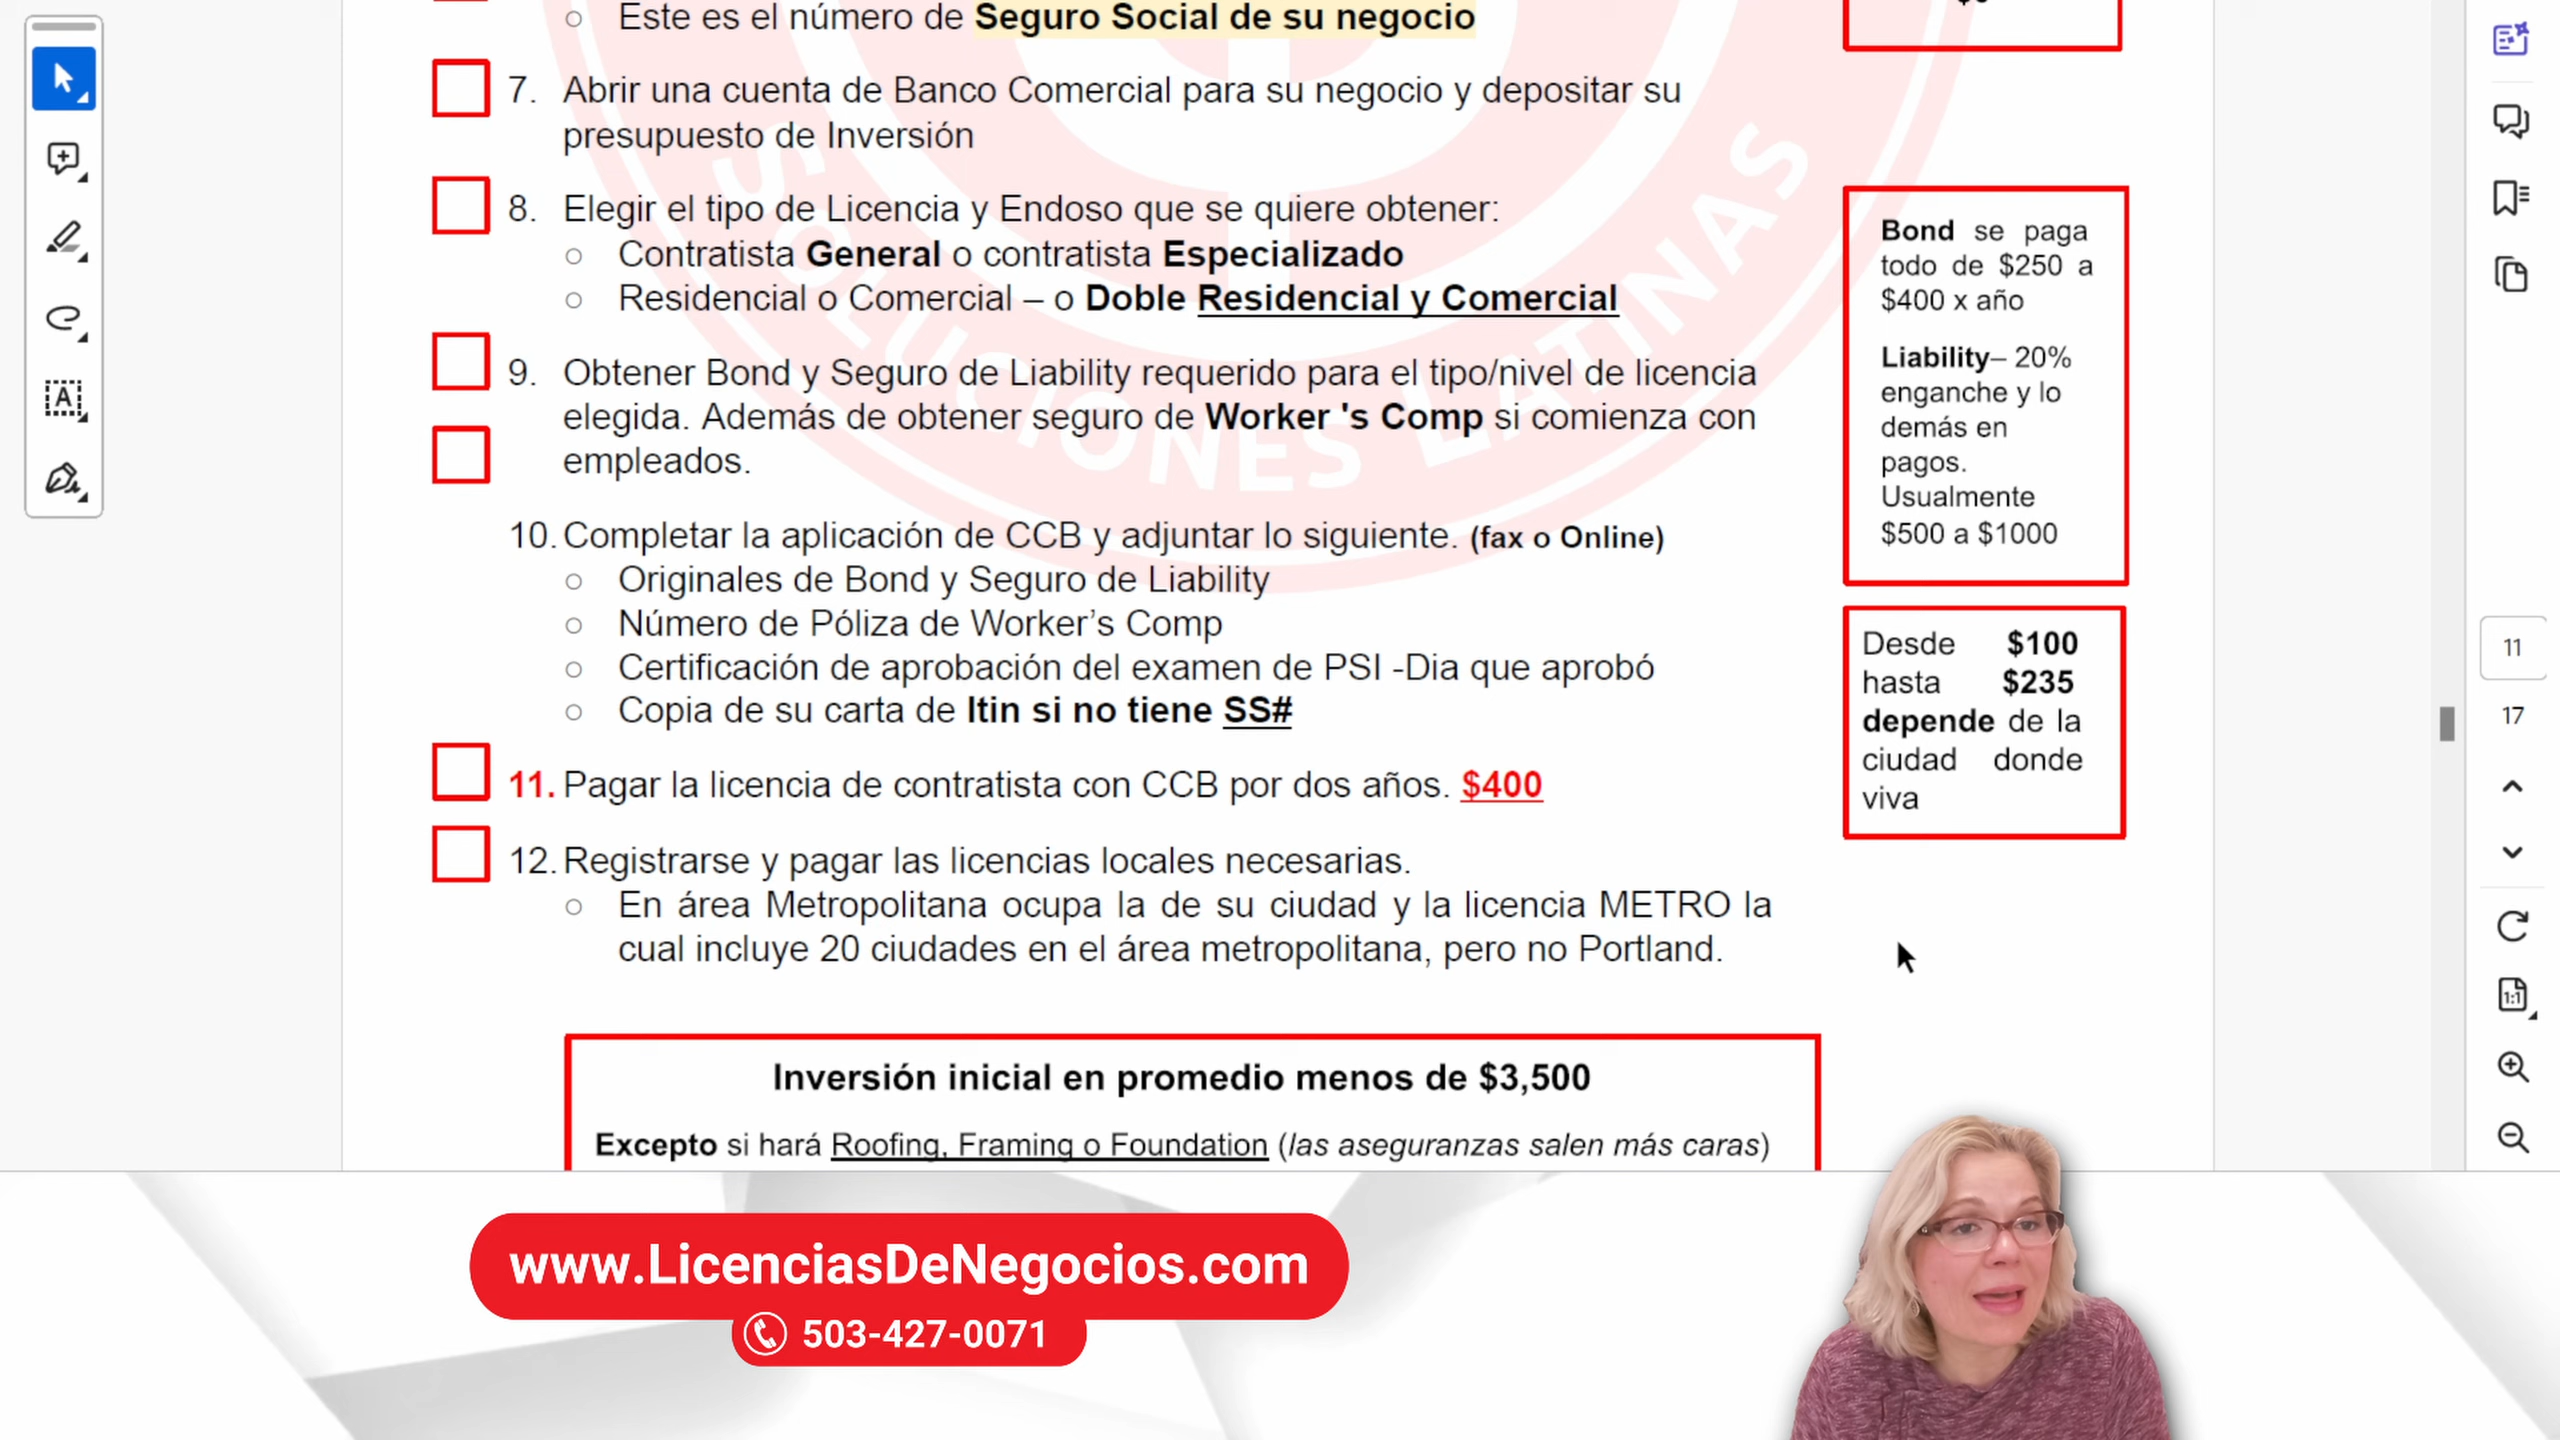 Este es el número de Seguro Social de su negocio
7. Abrir una cuenta de Banco Comercial para su negocio y depositar su
presupuesto de Inversión
8. Elegir el tipo de Licencia y Endoso que se quiere obtener:
Contratista General o contratista Especializado
Residencial o Comercial – o Doble Residencial y Comercial
9. Obtener Bond y Seguro de Liability requerido para el tipo/nivel de licencia
elegida. Además de obtener seguro de Worker 's Comp si comienza con
empleados.
10. Completar la aplicación de CCB y adjuntar lo siguiente. (fax o Online)
Originales de Bond y Seguro de Liability
Número de Póliza de Worker’s Comp
Certificación de aprobación del examen de PSI -Dia que aprobó
Copia de su carta de Itin si no tiene SS#
11. Pagar la licencia de contratista con CCB por dos años. $400
12. Registrarse y pagar las licencias locales necesarias.
En área Metropolitana ocupa la de su ciudad y la licencia METRO la
cual incluye 20 ciudades en el área metropolitana, pero no Portland.
Bond se paga
todo de $250 a
$400 x año
Liability– 20%
enganche y lo
demás en
pagos.
Usualmente
$500 a $1000
Desde $100
hasta $235
depende de la
ciudad donde
viva
Inversión inicial en promedio menos de $3,500
Excepto si hará Roofing, Framing o Foundation (las aseguranzas salen más caras)
SOLUCIONES LATINAS
A
11
17
1:1
www.LicenciasDeNegocios.com
503-427-0071